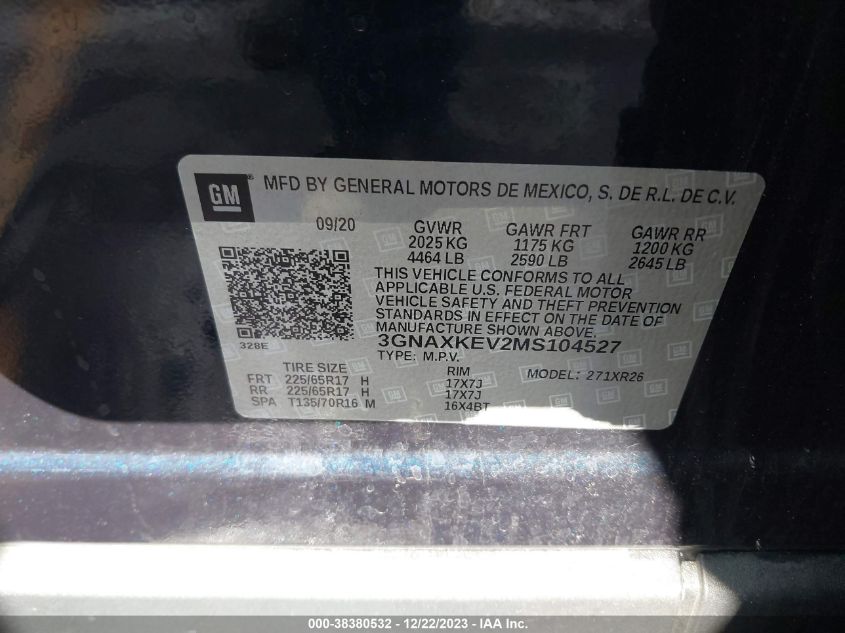 GM ® MFD BY GENERAL MOTORS DE MEXICO, S. DE R.L. DE C.V.
09/20 GVWR GAWR FRT GAWR RR
2025 KG 1175 KG 1200 KG
4464 LB 2590 LB 2645 LB
THIS VEHICLE CONFORMS TO ALL
APPLICABLE U.S. FEDERAL MOTOR
VEHICLE SAFETY AND THEFT PREVENTION
STANDARDS IN EFFECT ON THE DATE OF
MANUFACTURE SHOWN ABOVE.
328E 3GNAXKEV2MS104527
TYPE: M.P.V.
TIRE SIZE RIM MODEL: 271XR26
FRT 225/65R17 H 17X7J
RR 225/65R17 H 17X7J
SPA T135/70R16 M 16X4BT
000-38380532 - 12/22/2023 - IAA Inc.